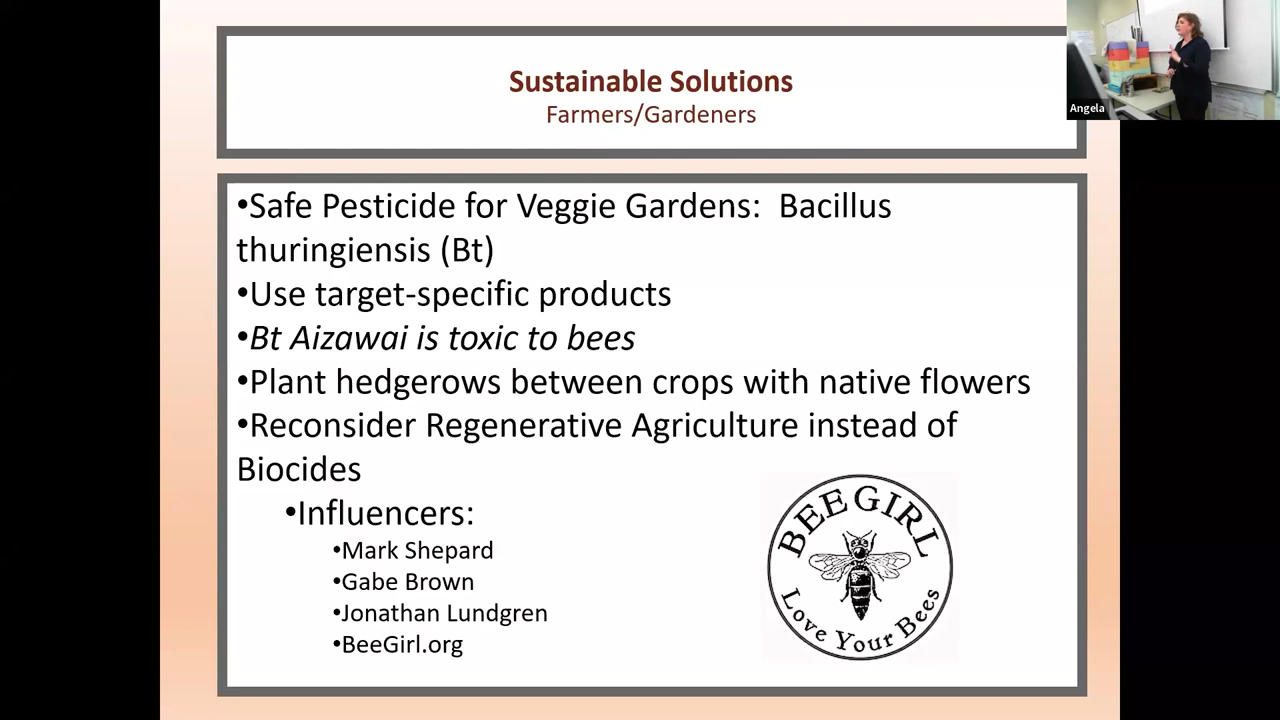 Sustainable Solutions
Farmers/Gardeners
Angela
•Safe Pesticide for Veggie Gardens:  Bacillus
thuringiensis (Bt)
•Use target-specific products
•Bt Aizawai is toxic to bees
•Plant hedgerows between crops with native flowers
•Reconsider Regenerative Agriculture instead of
Biocides
•Influencers:
•Mark Shepard
•Gabe Brown
•Jonathan Lundgren
•BeeGirl.org
BEE GIRL
Love Your Bees